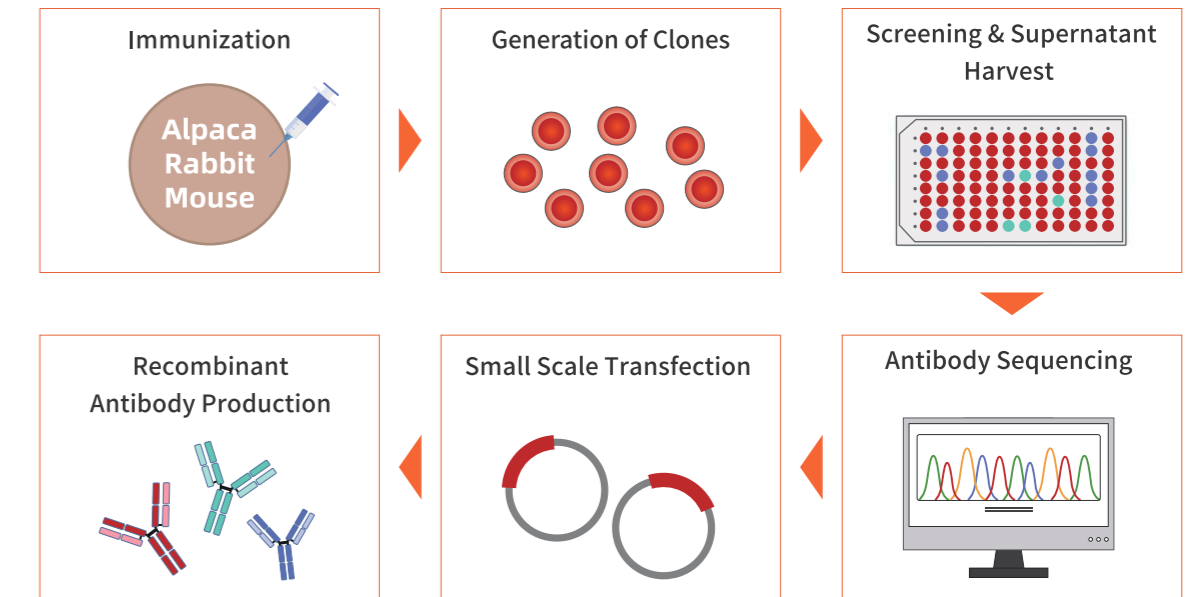 Immunization
Alpaca
Rabbit
Mouse
Generation of Clones
Screening & Supernatant
Harvest
Antibody Sequencing
Small Scale Transfection
Recombinant
Antibody Production